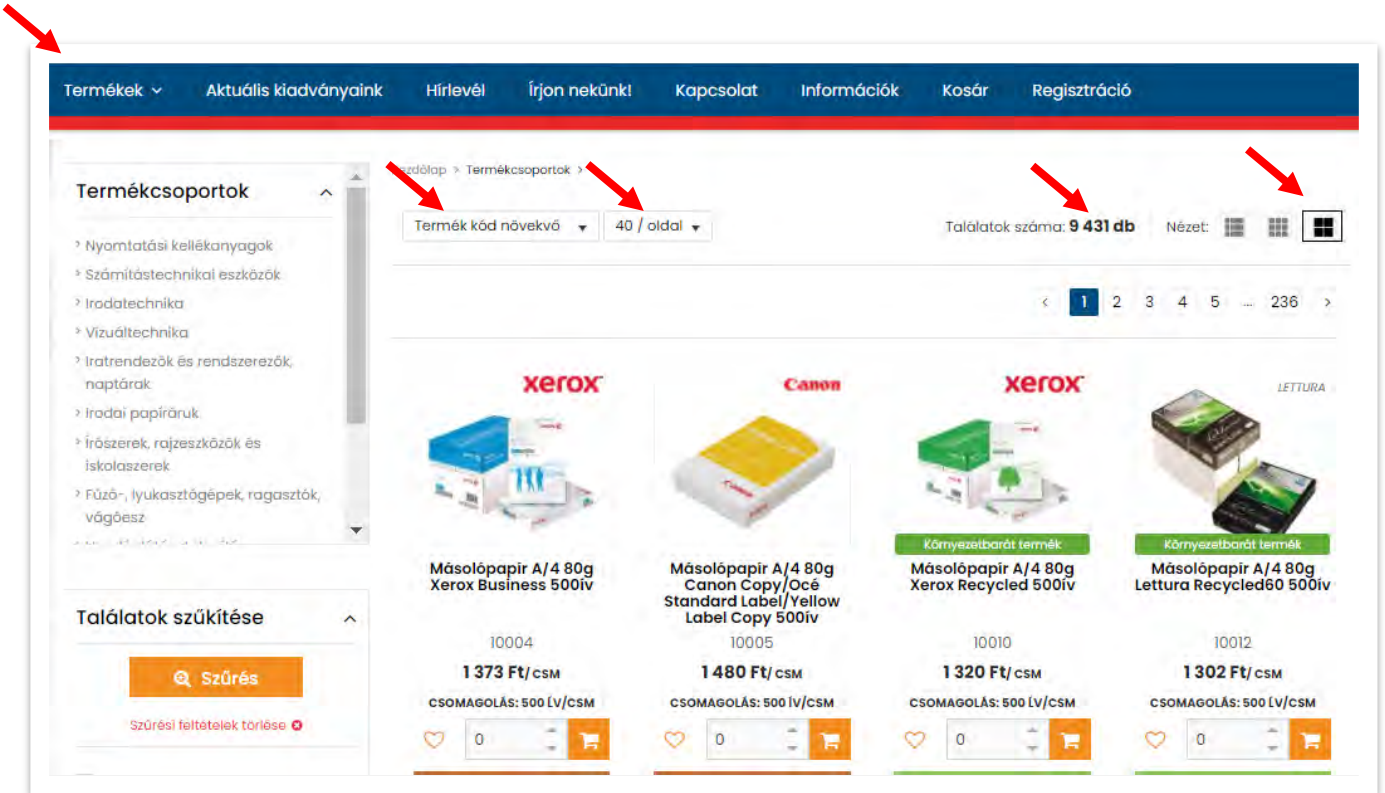 Termékek
Aktuális kiadványaink
Hírlevél
Írjon nekünk!
Kapcsolat
Információk
Kosár
Regisztráció
Termékcsoportok
Nyomtatási kellékanyagok
Számítástechnikai eszközök
Irodatechnika
Vizuáltechnika
Iratrendezők és rendszerezők,
naptárak
Irodai papíráruk
Írószerek, rajzeszközök és
iskolaszerek
Fűző-, lyukasztógépek, ragasztók,
vágóesz
Találatok szűkítése
Szűrés
Szűrési feltételek törlése
> Termékcsoportok >
Termék kód növekvő
40 / oldal
Találatok száma: 9 431 db
Nézet:
< 1 2 3 4 5 ... 236 >
xerox
Másolópapír A/4 80g
Xerox Business 500ív
10004
1 373 Ft/ CSM
CSOMAGOLÁS: 500 ÍV/CSM
0
Canon
Másolópapír A/4 80g
Canon Copy/Océ
Standard Label/Yellow
Label Copy 500ív
10005
1 480 Ft/ CSM
CSOMAGOLÁS: 500 ÍV/CSM
0
xerox
Környezetbarát termék
Másolópapír A/4 80g
Xerox Recycled 500ív
10010
1 320 Ft/ CSM
CSOMAGOLÁS: 500 ÍV/CSM
0
LETTURA
Környezetbarát termék
Másolópapír A/4 80g
Lettura Recycled60 500ív
10012
1 302 Ft/ CSM
CSOMAGOLÁS: 500 ÍV/CSM
0